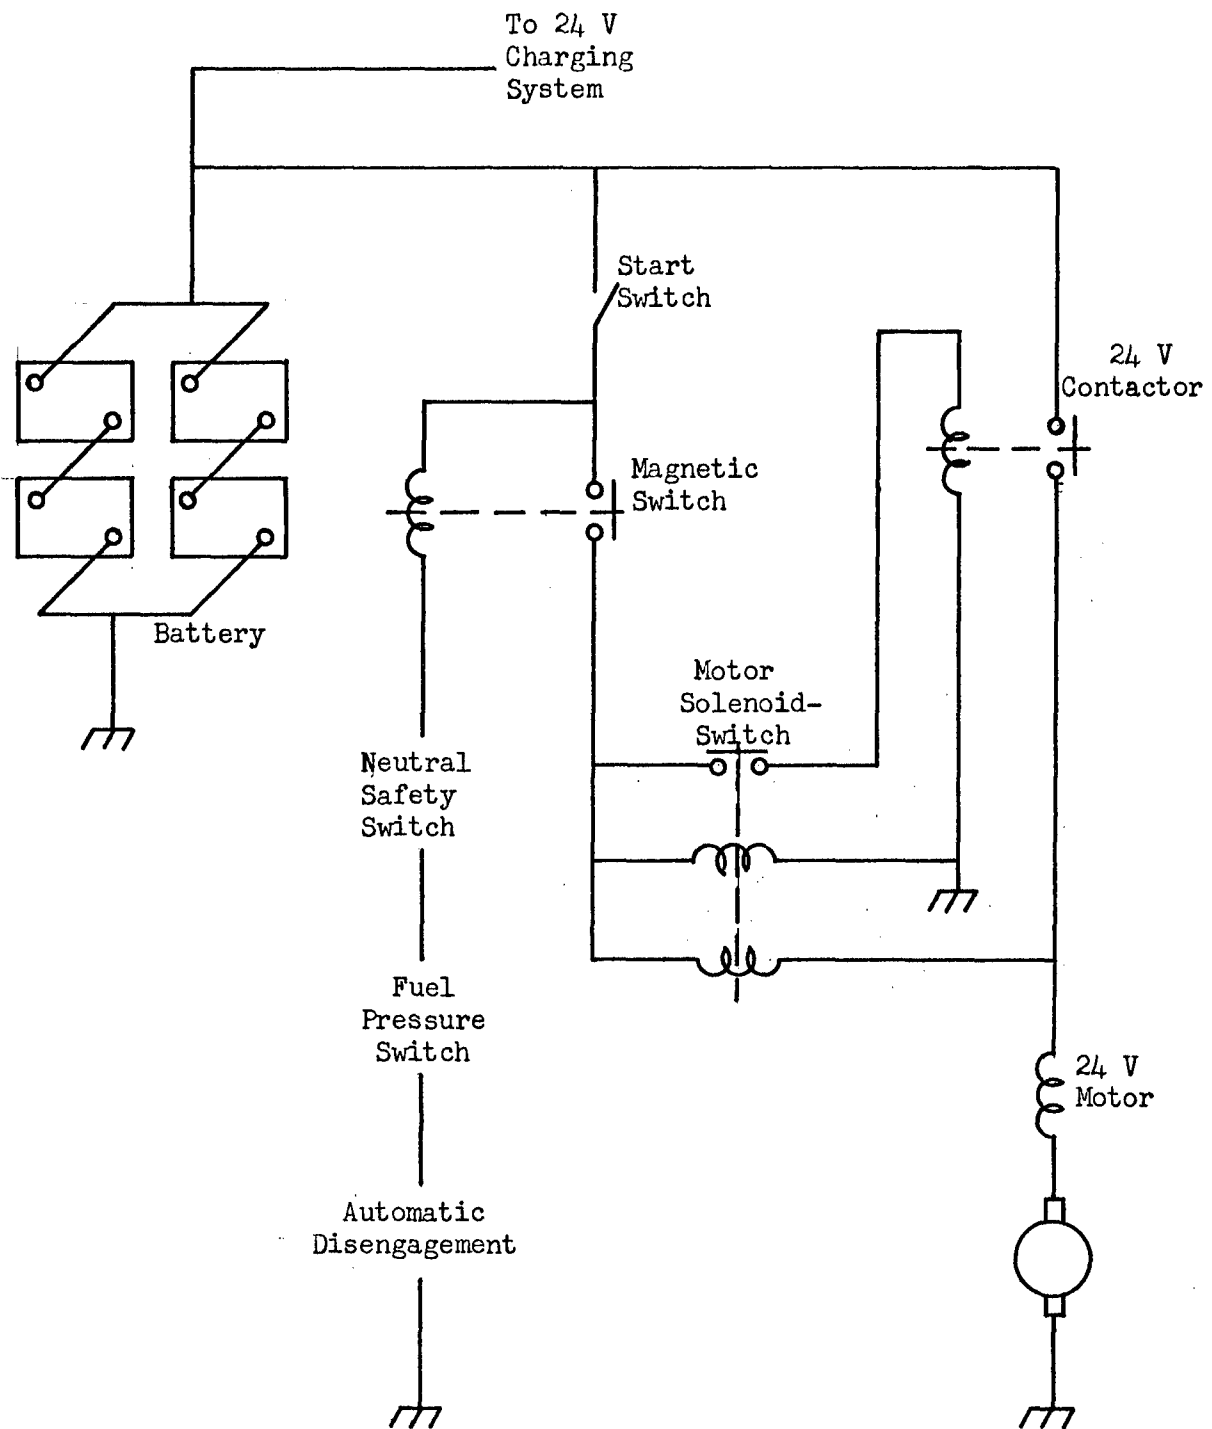 To 24 V
Charging
System
Start
Switch
24 V
Contactor
Magnetic
Switch
Battery
Motor
Solenoid-
Switch
Neutral
Safety
Switch
Fuel
Pressure
Switch
24 V
Motor
Automatic
Disengagement